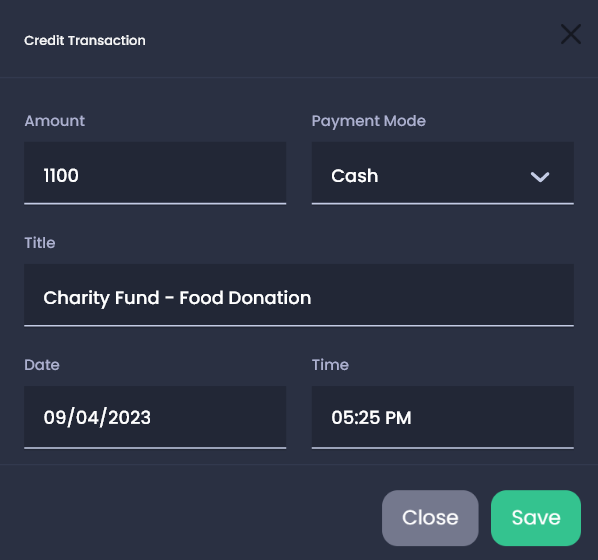 Credit Transaction
Amount Payment Mode
1100 Cash
Title
Charity Fund - Food Donation
Date Time
09/04/2023 05:25 PM
Close Save